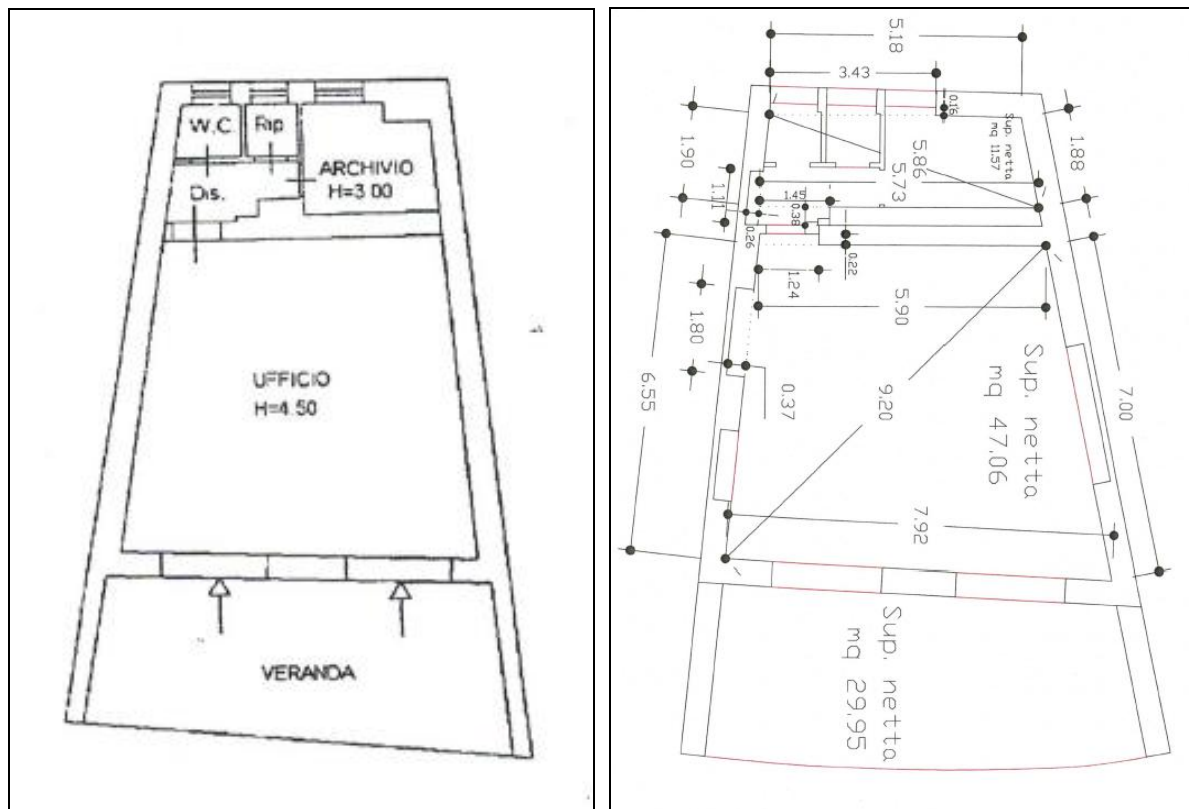 W.C.
Rip
ARCHIVIO
H=3.00
Dis.
UFFICIO
H=4.50
VERANDA
5.18
3.43
0.16
Sup. netta
mq 11.57
1.90
1.88
5.86
5.73
1.11
1.45
0.38
0.26
0.22
1.24
5.90
1.80
6.55
0.37
9.20
Sup. netta
mq 47.06
7.00
7.92
Sup. netta
mq 29.95